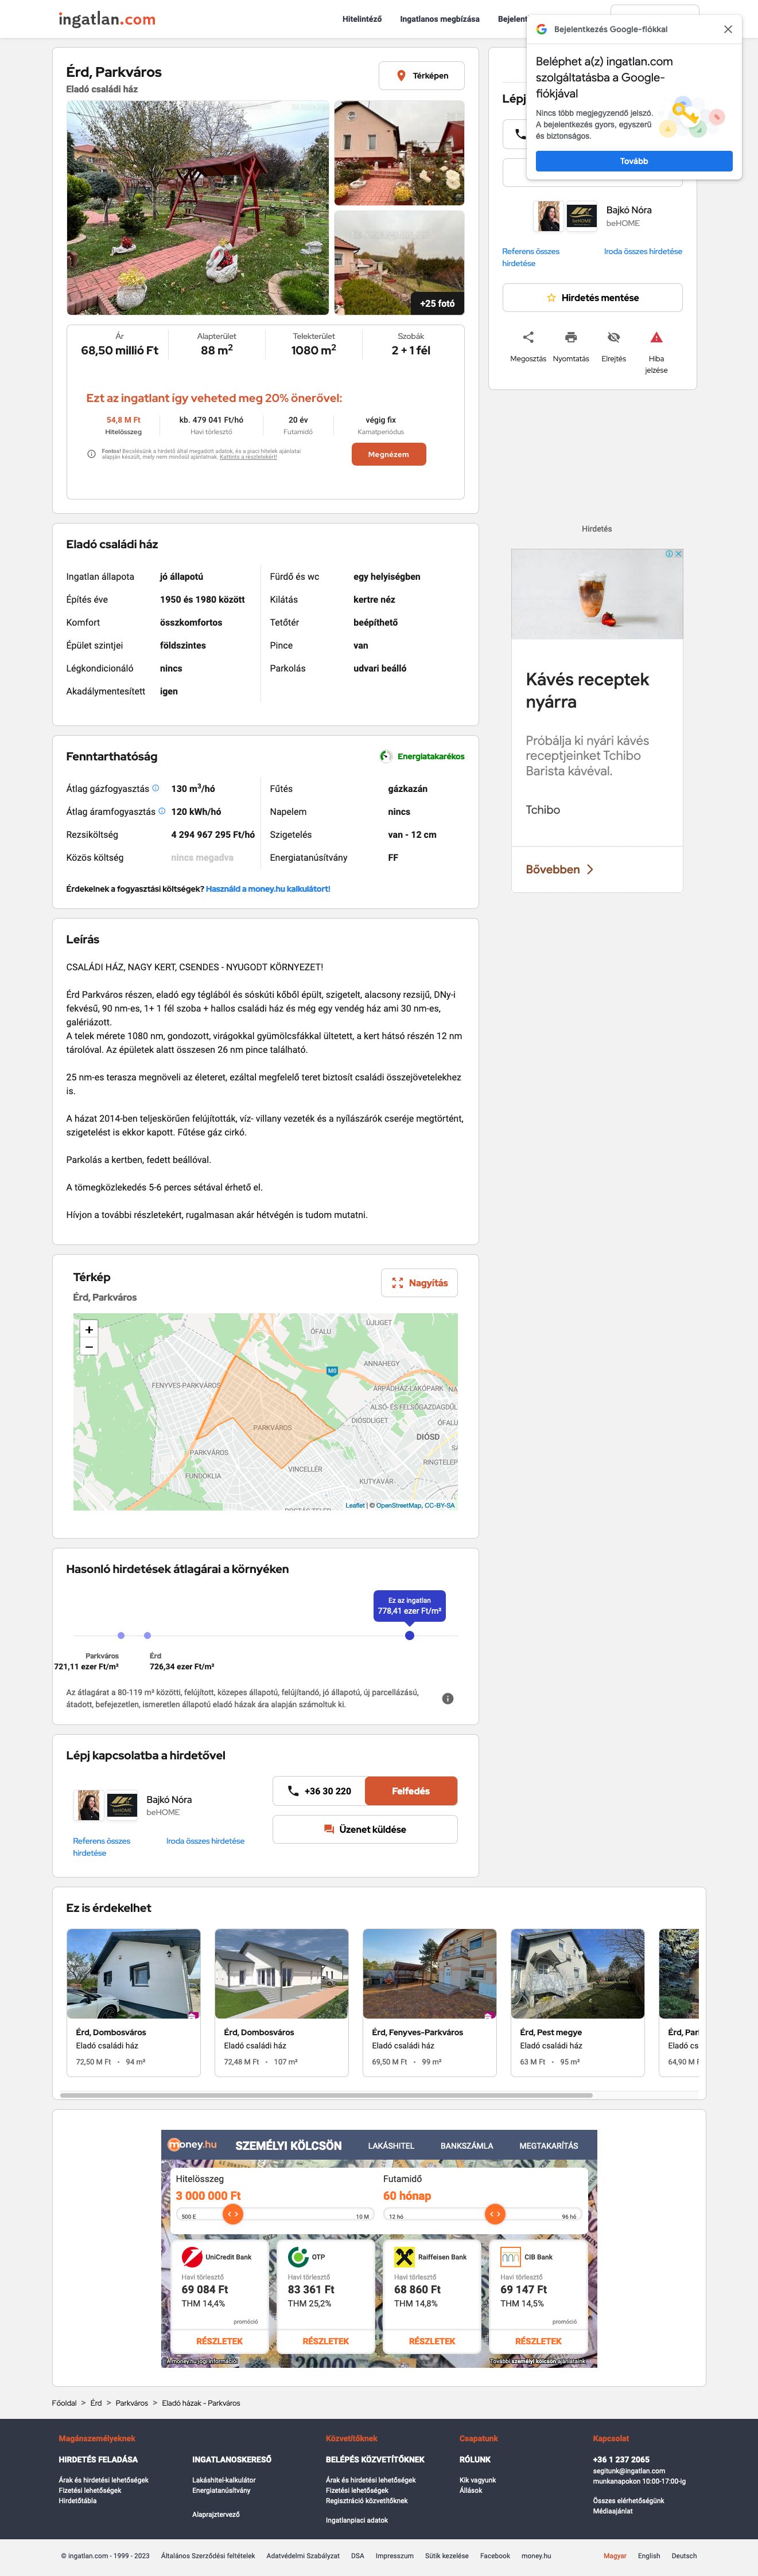 ingatlan.com
Hitelintéző
Ingatlanos megbízása
Bejelent
Bejelentkezés Google-fiókkal
Beléphet a(z) ingatlan.com
szolgáltatásba a Google-
fiókjával
Nincs több megjegyzendő jelszó.
A bejelentkezés gyors, egyszerű
és biztonságos.
Tovább
Érd, Parkváros
Eladó családi ház
Térképen
+25 fotó
Ár
68,50 millió Ft
Alapterület
88 m2
Telekterület
1080 m2
Szobák
2 + 1 fél
Ezt az ingatlant így veheted meg 20% önerővel:
54,8 M Ft
Hitelösszeg
kb. 479 041 Ft/hó
Havi törlesztő
20 év
Futamidő
végig fix
Kamatperiódus
Fontos! Becslésünk a hirdető által megadott adatok, és a piaci hitelek ajánlatai
alapján készült, mely nem minősül ajánlatnak. Kattints a részletekért!
Megnézem
Lépj
Bajkó Nóra
beHOME
Referens összes
hirdetése
Iroda összes hirdetése
Hirdetés mentése
Megosztás
Nyomtatás
Elrejtés
Hiba
jelzése
Hirdetés
Kávés receptek
nyárra
Próbálja ki nyári kávés
receptjeinket Tchibo
Barista kávéval.
Tchibo
Bővebben
Eladó családi ház
Ingatlan állapota jó állapotú
Építés éve 1950 és 1980 között
Komfort összkomfortos
Épület szintjei földszintes
Légkondicionáló nincs
Akadálymentesített igen
Fürdő és wc egy helyiségben
Kilátás kertre néz
Tetőtér beépíthető
Pince van
Parkolás udvari beálló
Fenntarthatóság
Energiatakarékos
Átlag gázfogyasztás 130 m3/hó
Átlag áramfogyasztás 120 kWh/hó
Rezsiköltség 4 294 967 295 Ft/hó
Közös költség nincs megadva
Fűtés gázkazán
Napelem nincs
Szigetelés van - 12 cm
Energiatanúsítvány FF
Érdekelnek a fogyasztási költségek? Használd a money.hu kalkulátort!
Leírás
CSALÁDI HÁZ, NAGY KERT, CSENDES - NYUGODT KÖRNYEZET!
Érd Parkváros részen, eladó egy téglából és sóskúti kőből épült, szigetelt, alacsony rezsijű, DNy-i
fekvésű, 90 nm-es, 1+ 1 fél szoba + hallos családi ház és még egy vendég ház ami 30 nm-es,
galériázott.
A telek mérete 1080 nm, gondozott, virágokkal gyümölcsfákkal ültetett, a kert hátsó részén 12 nm
tárolóval. Az épületek alatt összesen 26 nm pince található.
25 nm-es terasza megnöveli az életeret, ezáltal megfelelő teret biztosít családi összejövetelekhez
is.
A házat 2014-ben teljeskörűen felújították, víz- villany vezeték és a nyílászárók cseréje megtörtént,
szigetelést is ekkor kapott. Fűtése gáz cirkó.
Parkolás a kertben, fedett beállóval.
A tömegközlekedés 5-6 perces sétával érhető el.
Hívjon a további részletekért, rugalmasan akár hétvégén is tudom mutatni.
Térkép
Érd, Parkváros
Nagyítás
+
−
ÚJLIGET
ÓFALU
ANNAHEGY
M0
FENYVES-PARKVÁROS
ÁRPÁDHÁZ-LAKÓPARK
NA
ALSÓ- ÉS FELSŐGAZDAGDŰL
DIÓSDLIGET
ÓFALU
PARKVÁROS
DIÓSD
PARKVÁROS
SA
RINGTELEP
FUNDOKLIA
VINCELLÉR
KUTYAVÁR
POSTÁS-TELEP
Leaflet | © OpenStreetMap, CC-BY-SA
Hasonló hirdetések átlagárai a környéken
Ez az ingatlan
778,41 ezer Ft/m²
Parkváros
721,11 ezer Ft/m²
Érd
726,34 ezer Ft/m²
Az átlagárat a 80-119 m² közötti, felújított, közepes állapotú, felújítandó, jó állapotú, új parcellázású,
átadott, befejezetlen, ismeretlen állapotú eladó házak ára alapján számoltuk ki.
Lépj kapcsolatba a hirdetővel
Bajkó Nóra
beHOME
Referens összes
hirdetése
Iroda összes hirdetése
+36 30 220
Felfedés
Üzenet küldése
Ez is érdekelhet
Érd, Dombosváros
Eladó családi ház
72,50 M Ft • 94 m²
Érd, Dombosváros
Eladó családi ház
72,48 M Ft • 107 m²
Érd, Fenyves-Parkváros
Eladó családi ház
69,50 M Ft • 99 m²
Érd, Pest megye
Eladó családi ház
63 M Ft • 95 m²
Érd, Par
Eladó cs
64,90 M F
money.hu
SZEMÉLYI KÖLCSÖN
LAKÁSHITEL
BANKSZÁMLA
MEGTAKARÍTÁS
Hitelösszeg
3 000 000 Ft
500 E
10 M
Futamidő
60 hónap
12 hó
96 hó
UniCredit Bank
Havi törlesztő
69 084 Ft
THM 14,4%
promóció
RÉSZLETEK
OTP
Havi törlesztő
83 361 Ft
THM 25,2%
RÉSZLETEK
Raiffeisen Bank
Havi törlesztő
68 860 Ft
THM 14,8%
RÉSZLETEK
CIB Bank
Havi törlesztő
69 147 Ft
THM 14,5%
promóció
RÉSZLETEK
A money.hu jogi információi
További személyi kölcsön ajánlataink
Főoldal > Érd > Parkváros > Eladó házak - Parkváros
Magánszemélyeknek
HIRDETÉS FELADÁSA
Árak és hirdetési lehetőségek
Fizetési lehetőségek
Hirdetőtábla
INGATLANOSKERESŐ
Lakáshitel-kalkulátor
Energiatanúsítvány
Alaprajztervező
Közvetítőknek
BELÉPÉS KÖZVETÍTŐKNEK
Árak és hirdetési lehetőségek
Fizetési lehetőségek
Regisztráció közvetítőknek
Ingatlanpiaci adatok
Csapatunk
RÓLUNK
Kik vagyunk
Állások
Kapcsolat
+36 1 237 2065
segitunk@ingatlan.com
munkanapokon 10:00-17:00-ig
Összes elérhetőségünk
Médiaajánlat
© ingatlan.com - 1999 - 2023
Általános Szerződési feltételek
Adatvédelmi Szabályzat
DSA
Impresszum
Sütik kezelése
Facebook
money.hu
Magyar
English
Deutsch